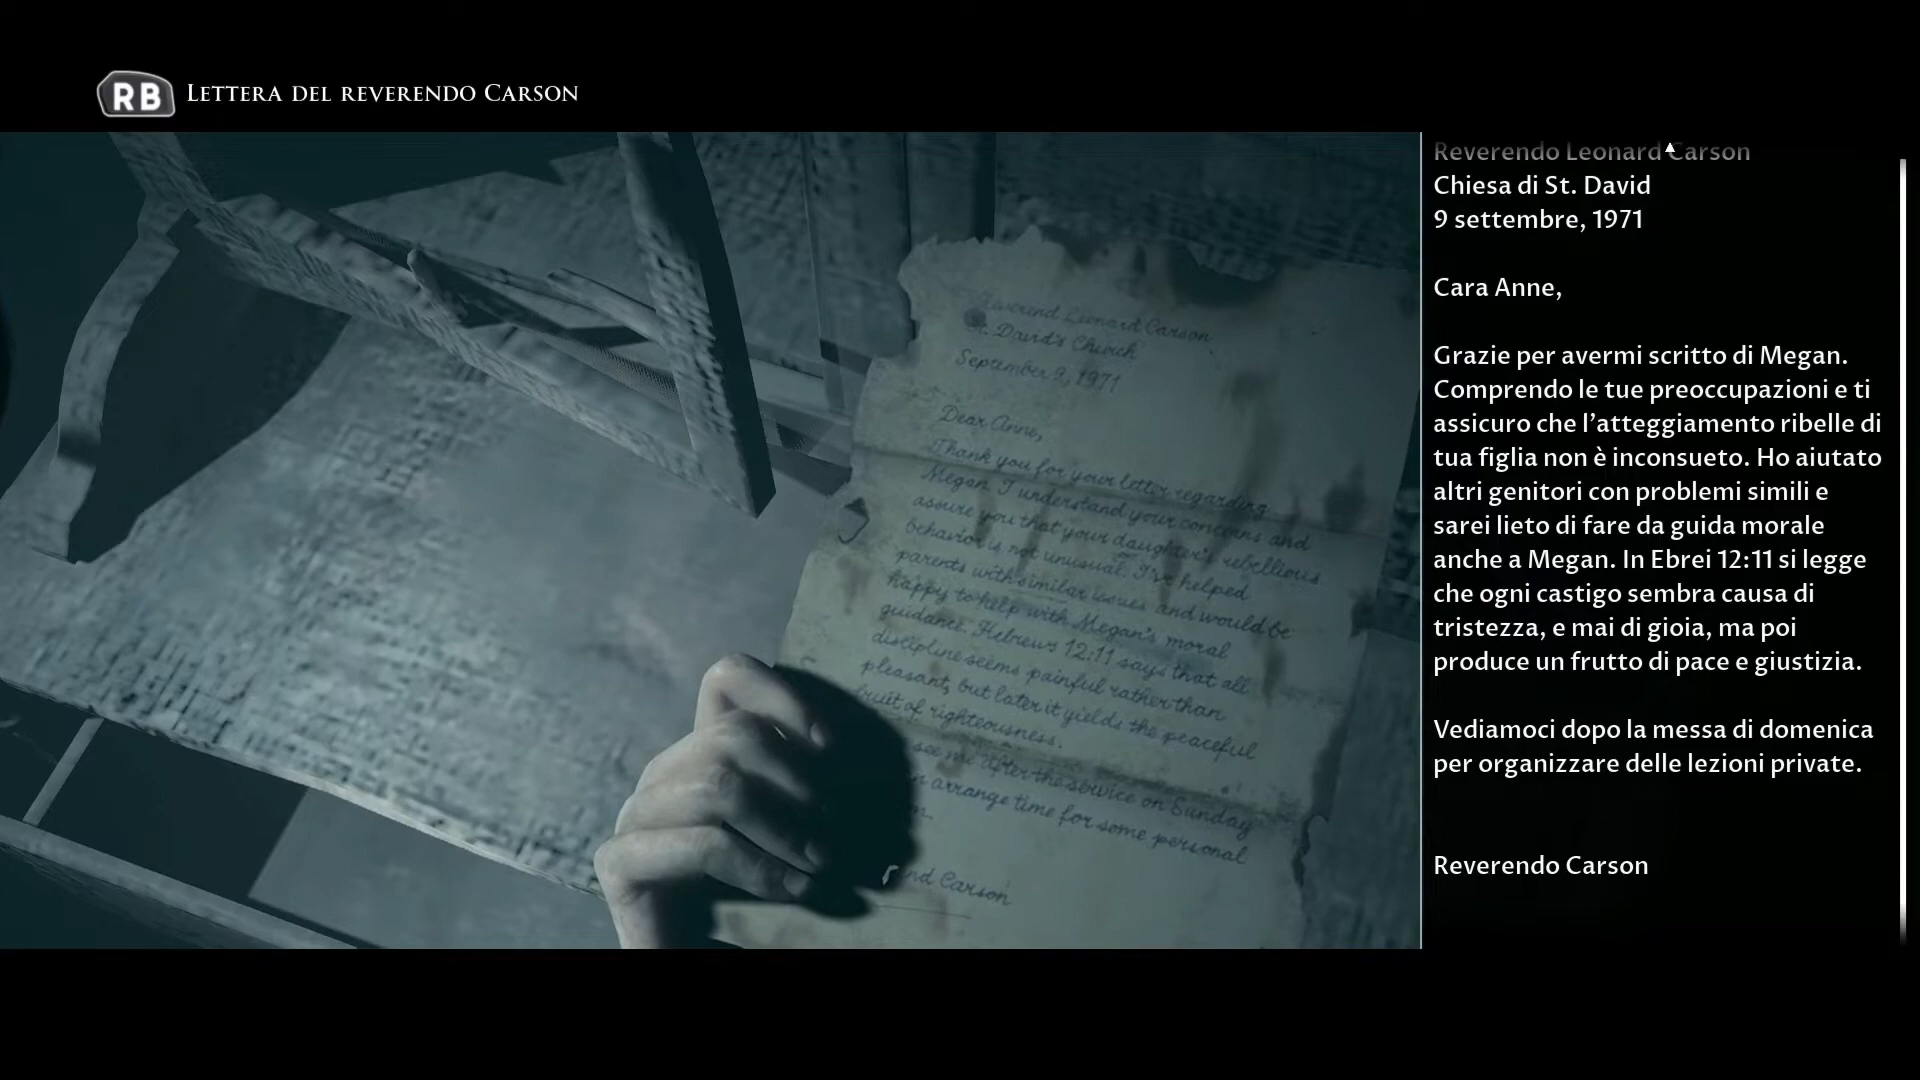 RB Lettera del reverendo Carson
Reverend Leonard Carson
St. David's Church
September 9, 1971
Dear Anne,
Thank you for your letter regarding
Megan. I understand your concerns and
assure you that your daughter's rebellious
behavior is not unusual. I've helped
parents with similar issues and would be
happy to help with Megan's moral
guidance. Hebrews 12:11 says that all
discipline seems painful rather than
pleasant, but later it yields the peaceful
fruit of righteousness.
see me after the service on Sunday
arrange time for some personal
Carson
Reverendo Leonard Carson
Chiesa di St. David
9 settembre, 1971
Cara Anne,
Grazie per avermi scritto di Megan.
Comprendo le tue preoccupazioni e ti
assicuro che l'atteggiamento ribelle di
tua figlia non è inconsueto. Ho aiutato
altri genitori con problemi simili e
sarei lieto di fare da guida morale
anche a Megan. In Ebrei 12:11 si legge
che ogni castigo sembra causa di
tristezza, e mai di gioia, ma poi
produce un frutto di pace e giustizia.
Vediamoci dopo la messa di domenica
per organizzare delle lezioni private.
Reverendo Carson